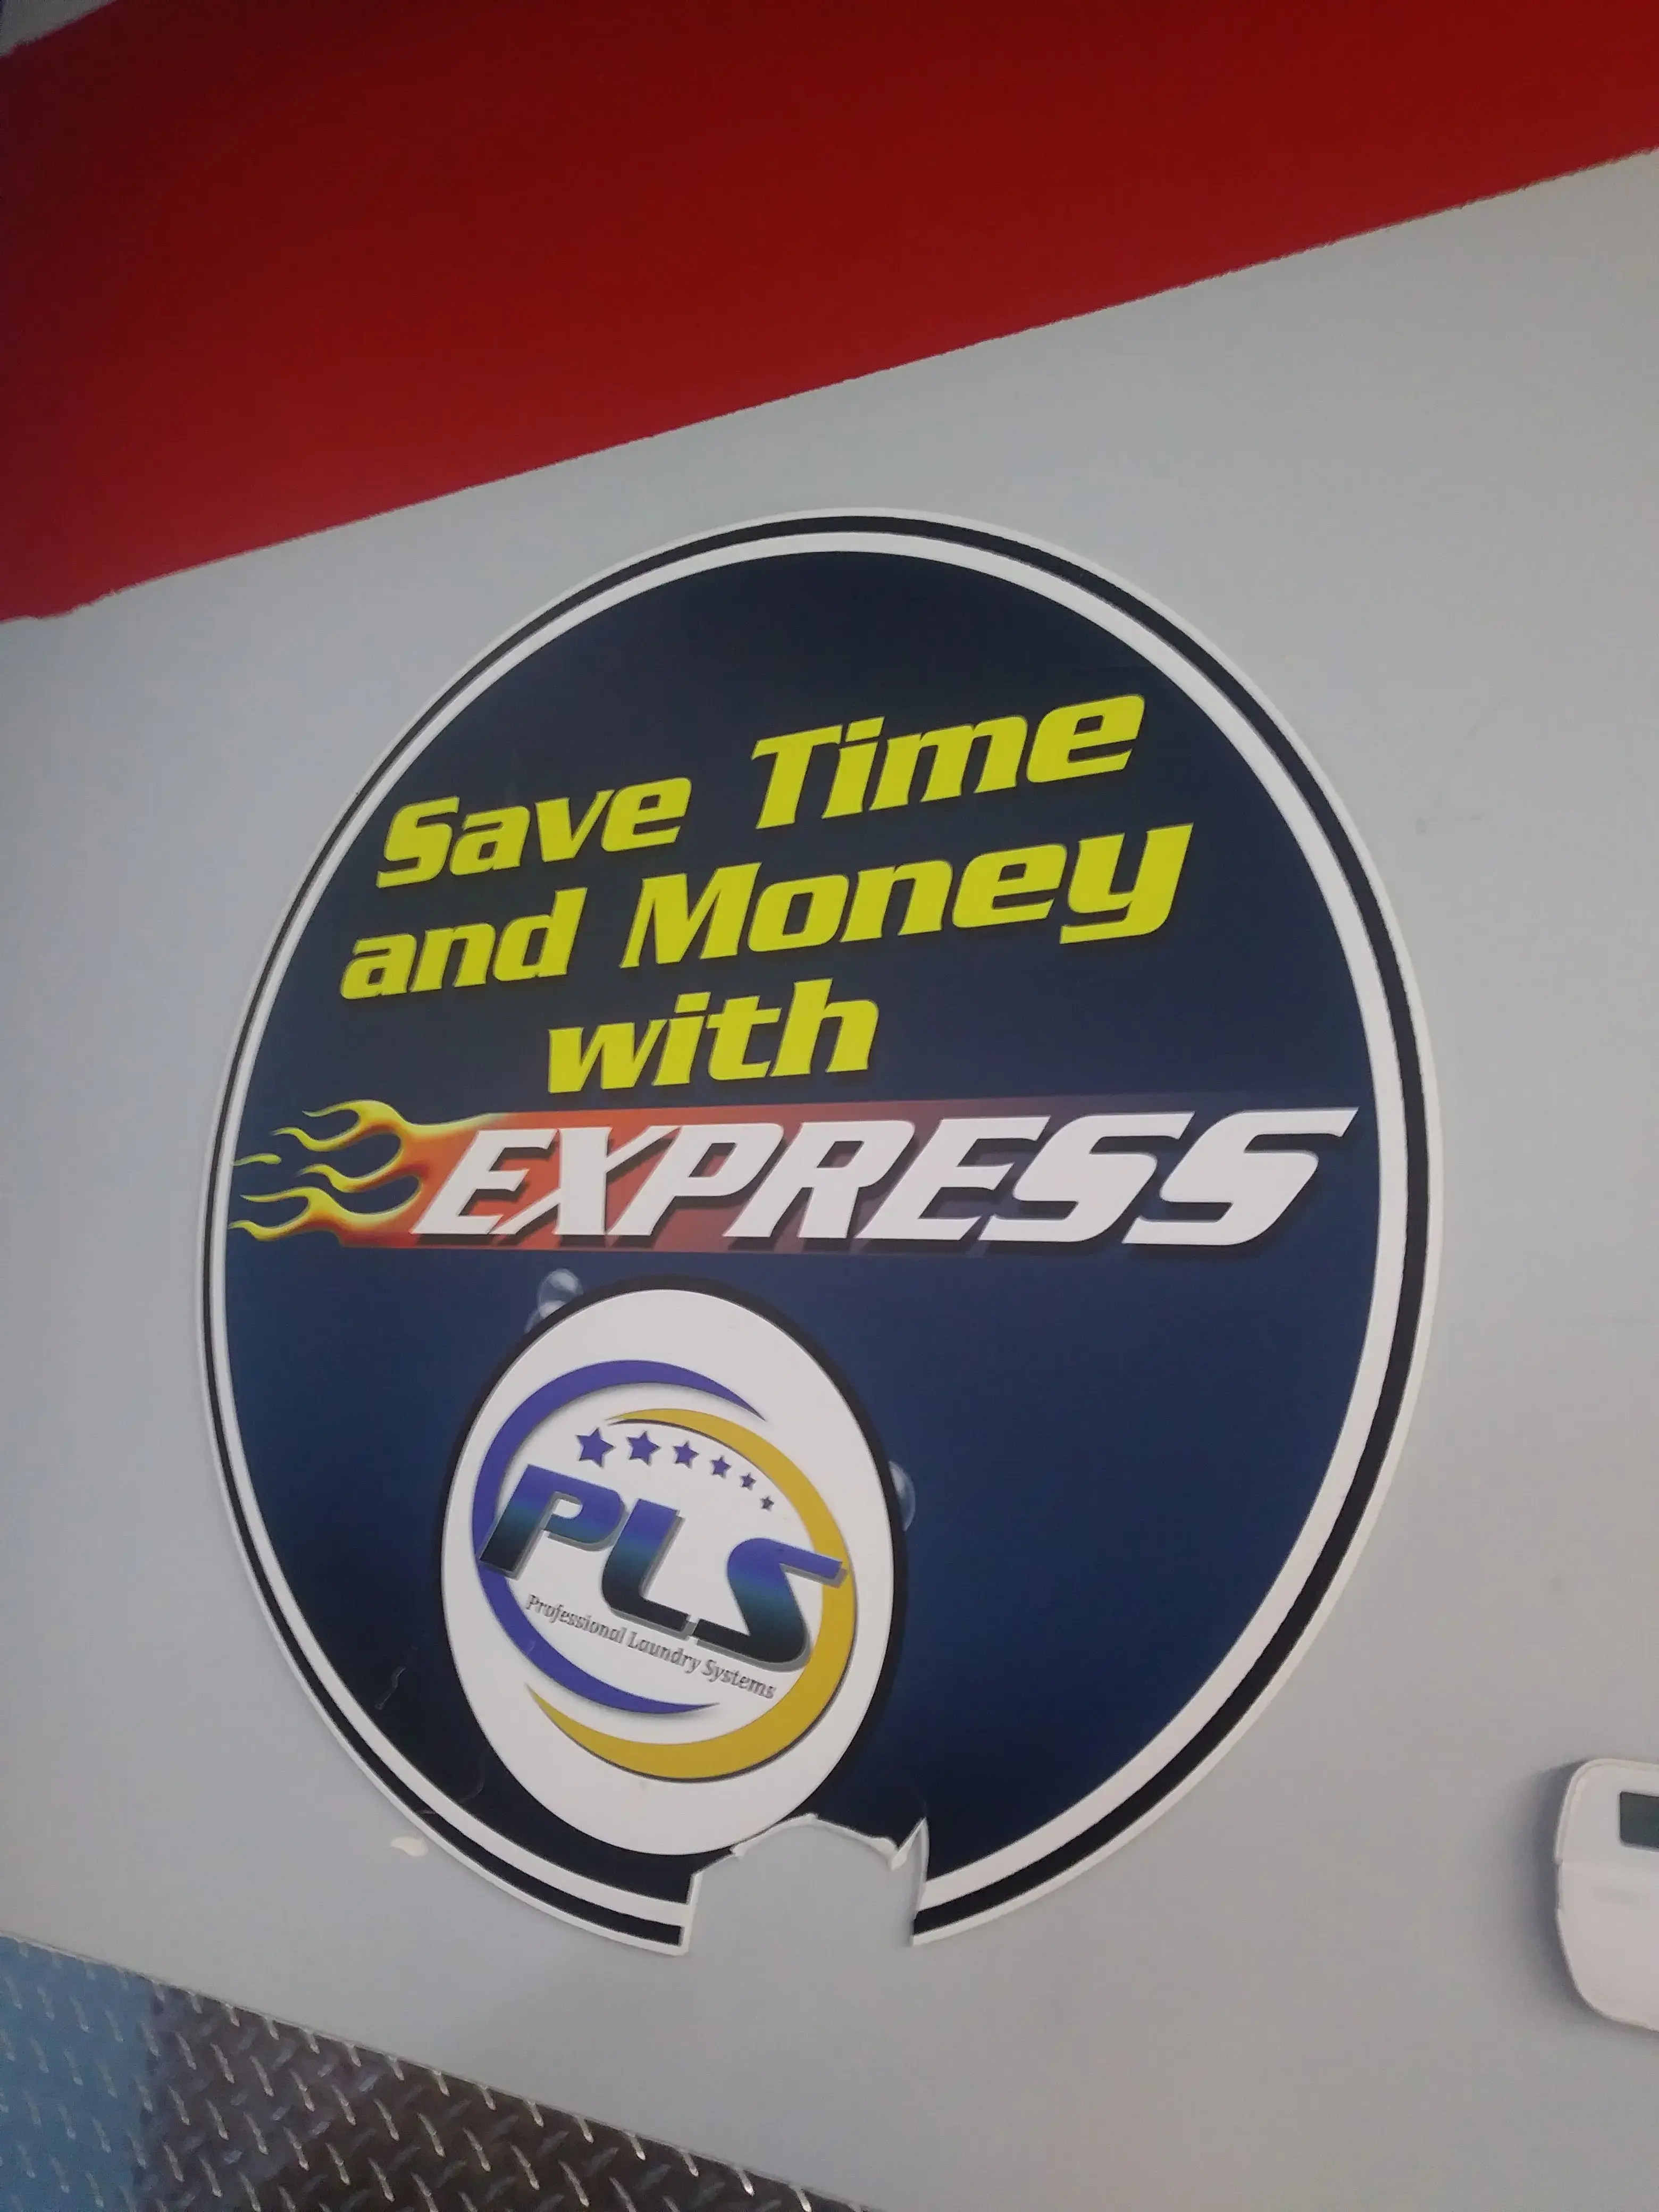 Save Time
and Money
with
EXPRESS
PLS
Professional Laundry Systems